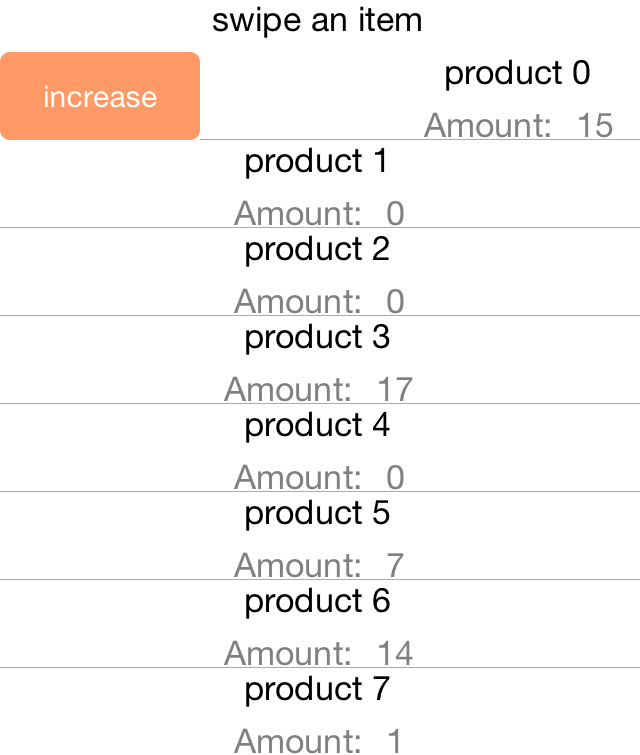 swipe an item
increase
product 0
Amount: 15
product 1
Amount: 0
product 2
Amount: 0
product 3
Amount: 17
product 4
Amount: 0
product 5
Amount: 7
product 6
Amount: 14
product 7
Amount: 1